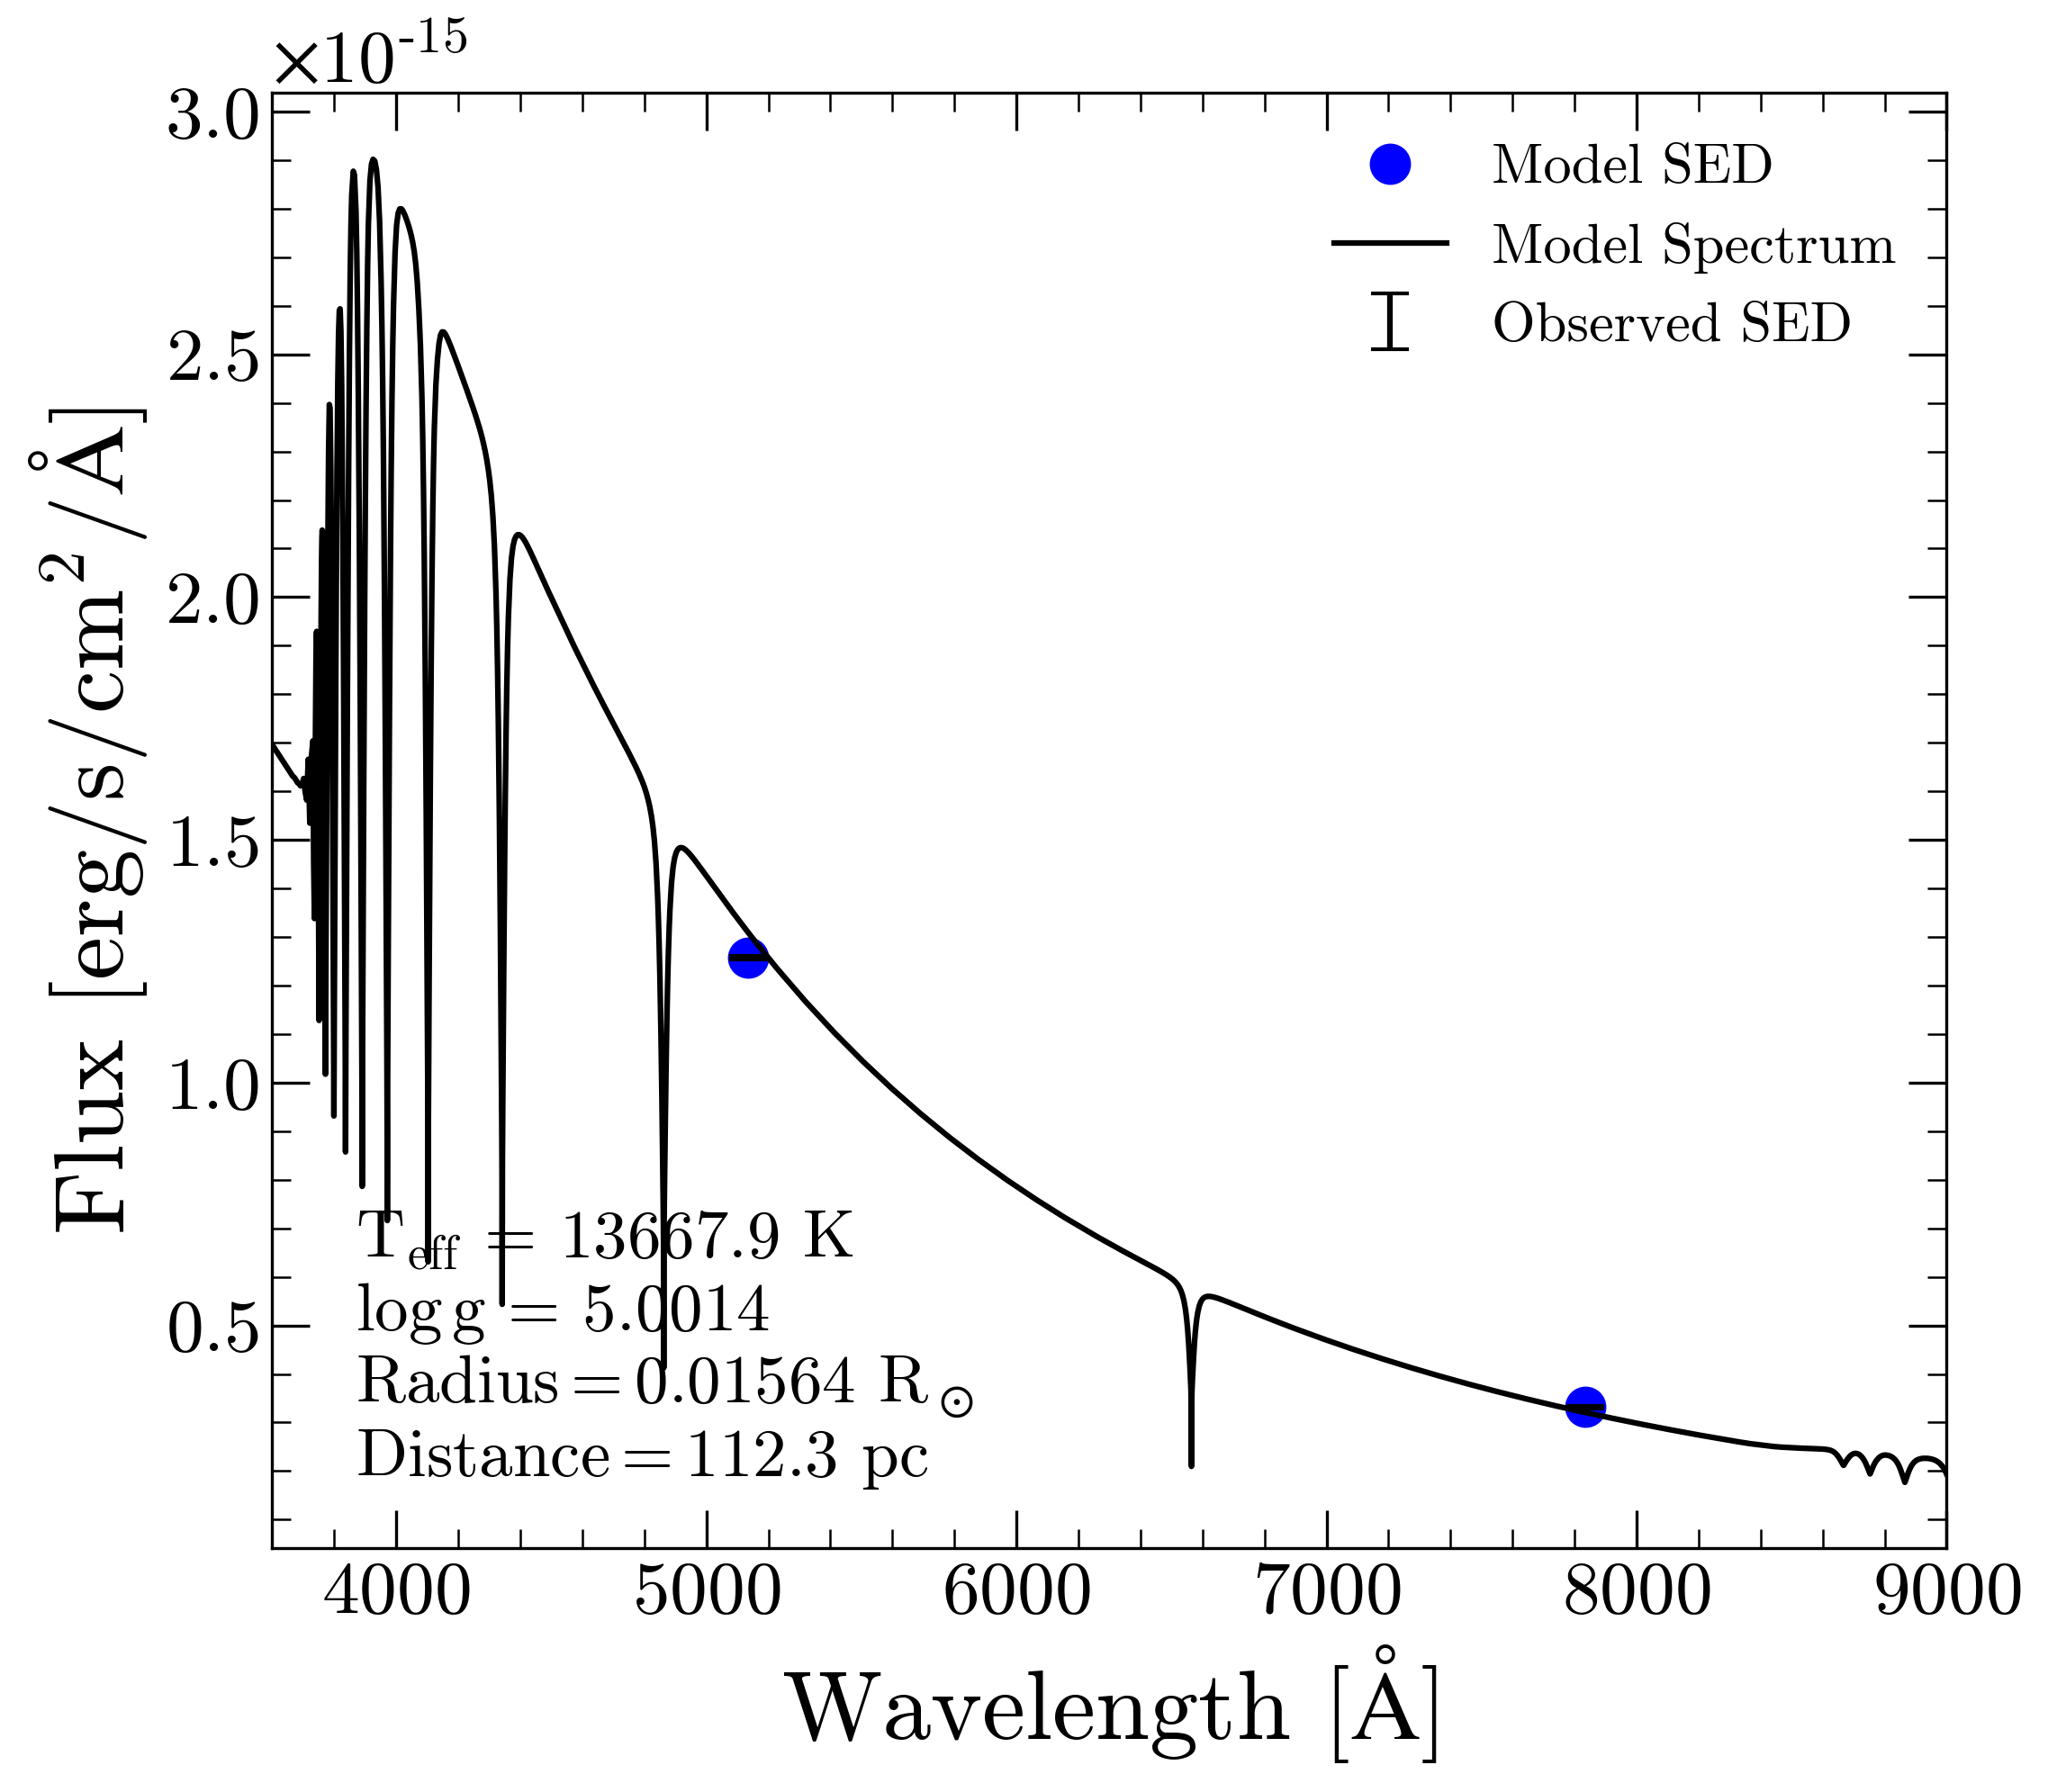 ×10⁻¹⁵
3.0
2.5
2.0
1.5
1.0
0.5
Flux [erg/s/cm²/Å]
Model SED
Model Spectrum
Observed SED
T_eff = 13667.9 K
log g = 5.0014
Radius = 0.01564 R⊙
Distance = 112.3 pc
4000 5000 6000 7000 8000 9000
Wavelength [Å]